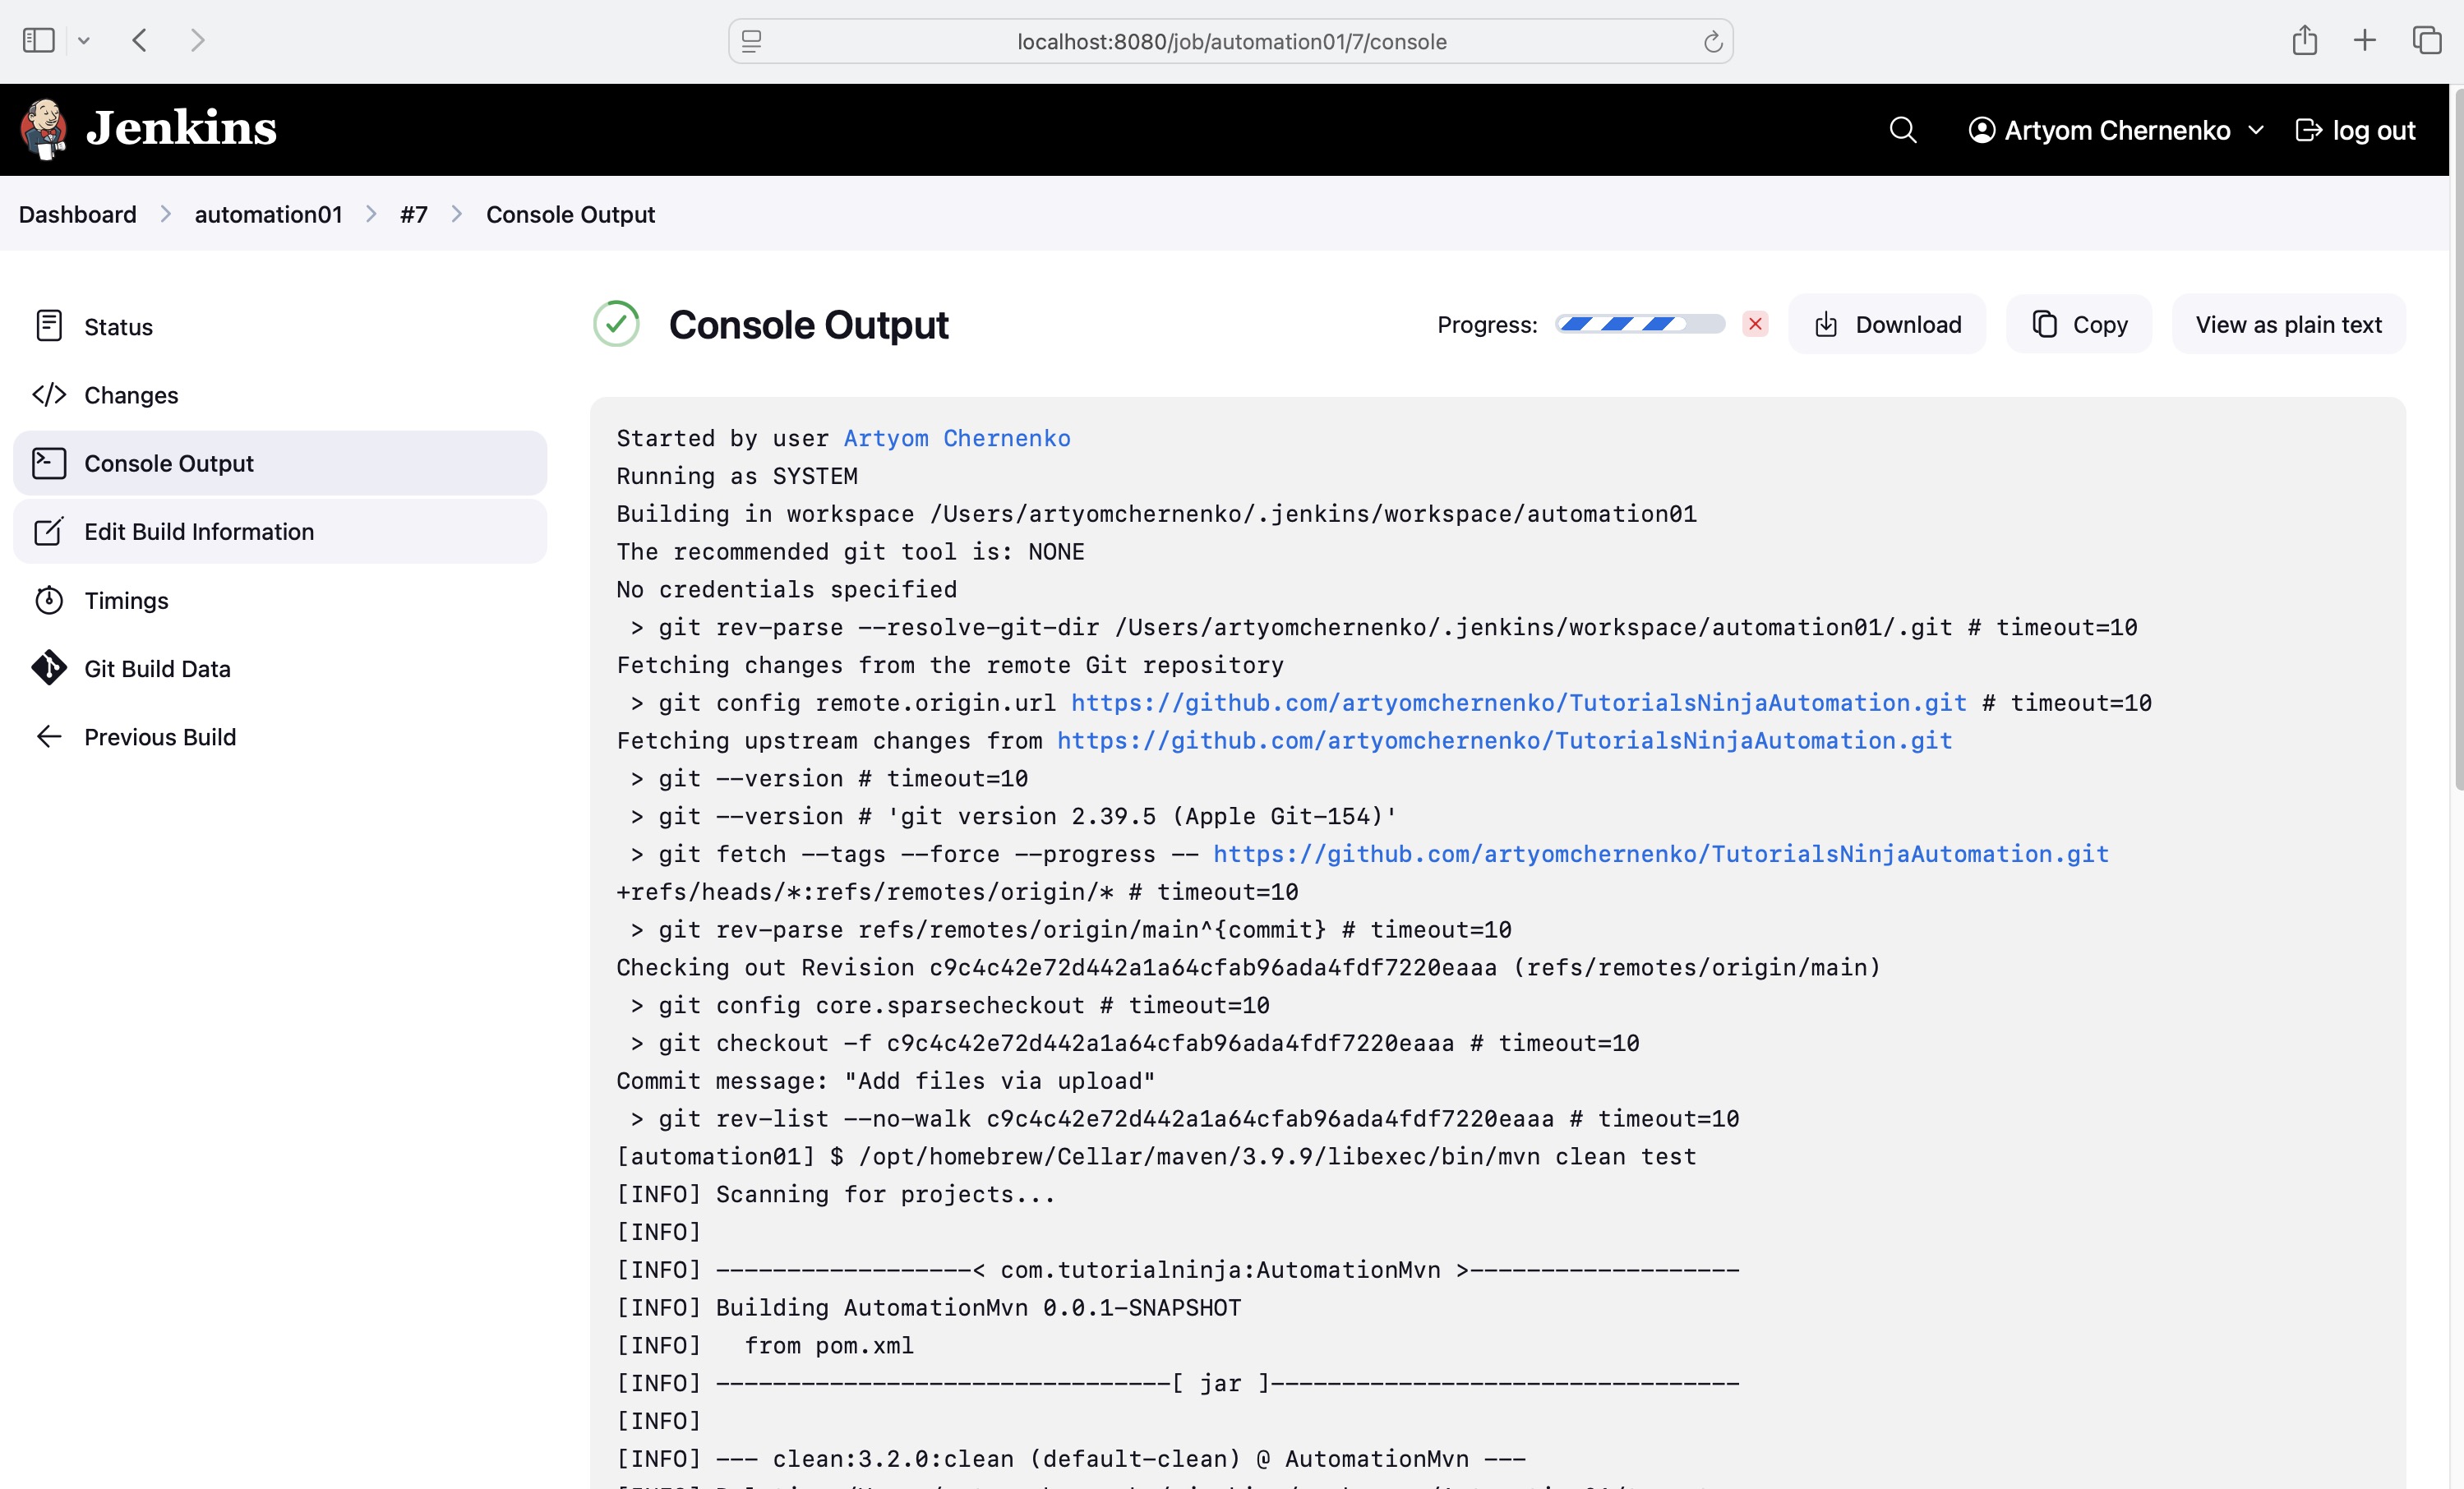 localhost:8080/job/automation01/7/console
Jenkins
Artyom Chernenko
log out
Dashboard > automation01 > #7 > Console Output
Status
Changes
Console Output
Edit Build Information
Timings
Git Build Data
Previous Build
Console Output
Progress:
Download
Copy
View as plain text
Started by user Artyom Chernenko
Running as SYSTEM
Building in workspace /Users/artyomchernenko/.jenkins/workspace/automation01
The recommended git tool is: NONE
No credentials specified
 > git rev-parse --resolve-git-dir /Users/artyomchernenko/.jenkins/workspace/automation01/.git # timeout=10
Fetching changes from the remote Git repository
 > git config remote.origin.url https://github.com/artyomchernenko/TutorialsNinjaAutomation.git # timeout=10
Fetching upstream changes from https://github.com/artyomchernenko/TutorialsNinjaAutomation.git
 > git --version # timeout=10
 > git --version # 'git version 2.39.5 (Apple Git-154)'
 > git fetch --tags --force --progress -- https://github.com/artyomchernenko/TutorialsNinjaAutomation.git
+refs/heads/*:refs/remotes/origin/* # timeout=10
 > git rev-parse refs/remotes/origin/main^{commit} # timeout=10
Checking out Revision c9c4c42e72d442a1a64cfab96ada4fdf7220eaaa (refs/remotes/origin/main)
 > git config core.sparsecheckout # timeout=10
 > git checkout -f c9c4c42e72d442a1a64cfab96ada4fdf7220eaaa # timeout=10
Commit message: "Add files via upload"
 > git rev-list --no-walk c9c4c42e72d442a1a64cfab96ada4fdf7220eaaa # timeout=10
[automation01] $ /opt/homebrew/Cellar/maven/3.9.9/libexec/bin/mvn clean test
[INFO] Scanning for projects...
[INFO]
[INFO] ------------------< com.tutorialninja:AutomationMvn >-------------------
[INFO] Building AutomationMvn 0.0.1-SNAPSHOT
[INFO]   from pom.xml
[INFO] --------------------------------[ jar ]---------------------------------
[INFO]
[INFO] --- clean:3.2.0:clean (default-clean) @ AutomationMvn ---